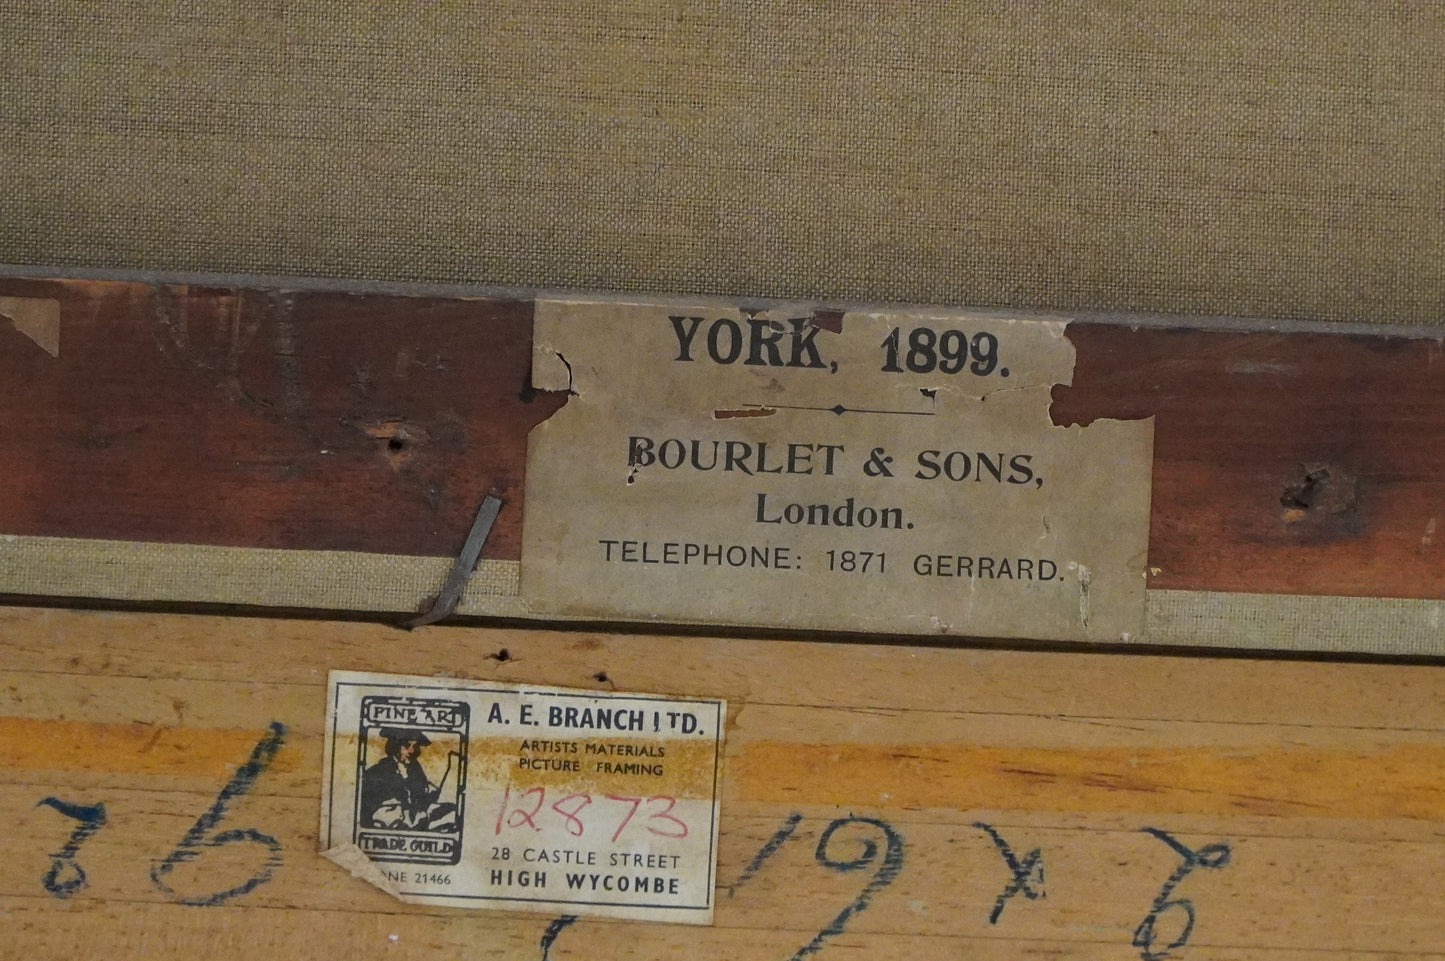 YORK, 1899.
BOURLET & SONS,
London.
TELEPHONE: 1871 GERRARD.
FINE ART
TRADE GUILD
A. E. BRANCH LTD.
ARTISTS MATERIALS
PICTURE FRAMING
12873
28 CASTLE STREET
HIGH WYCOMBE
21466